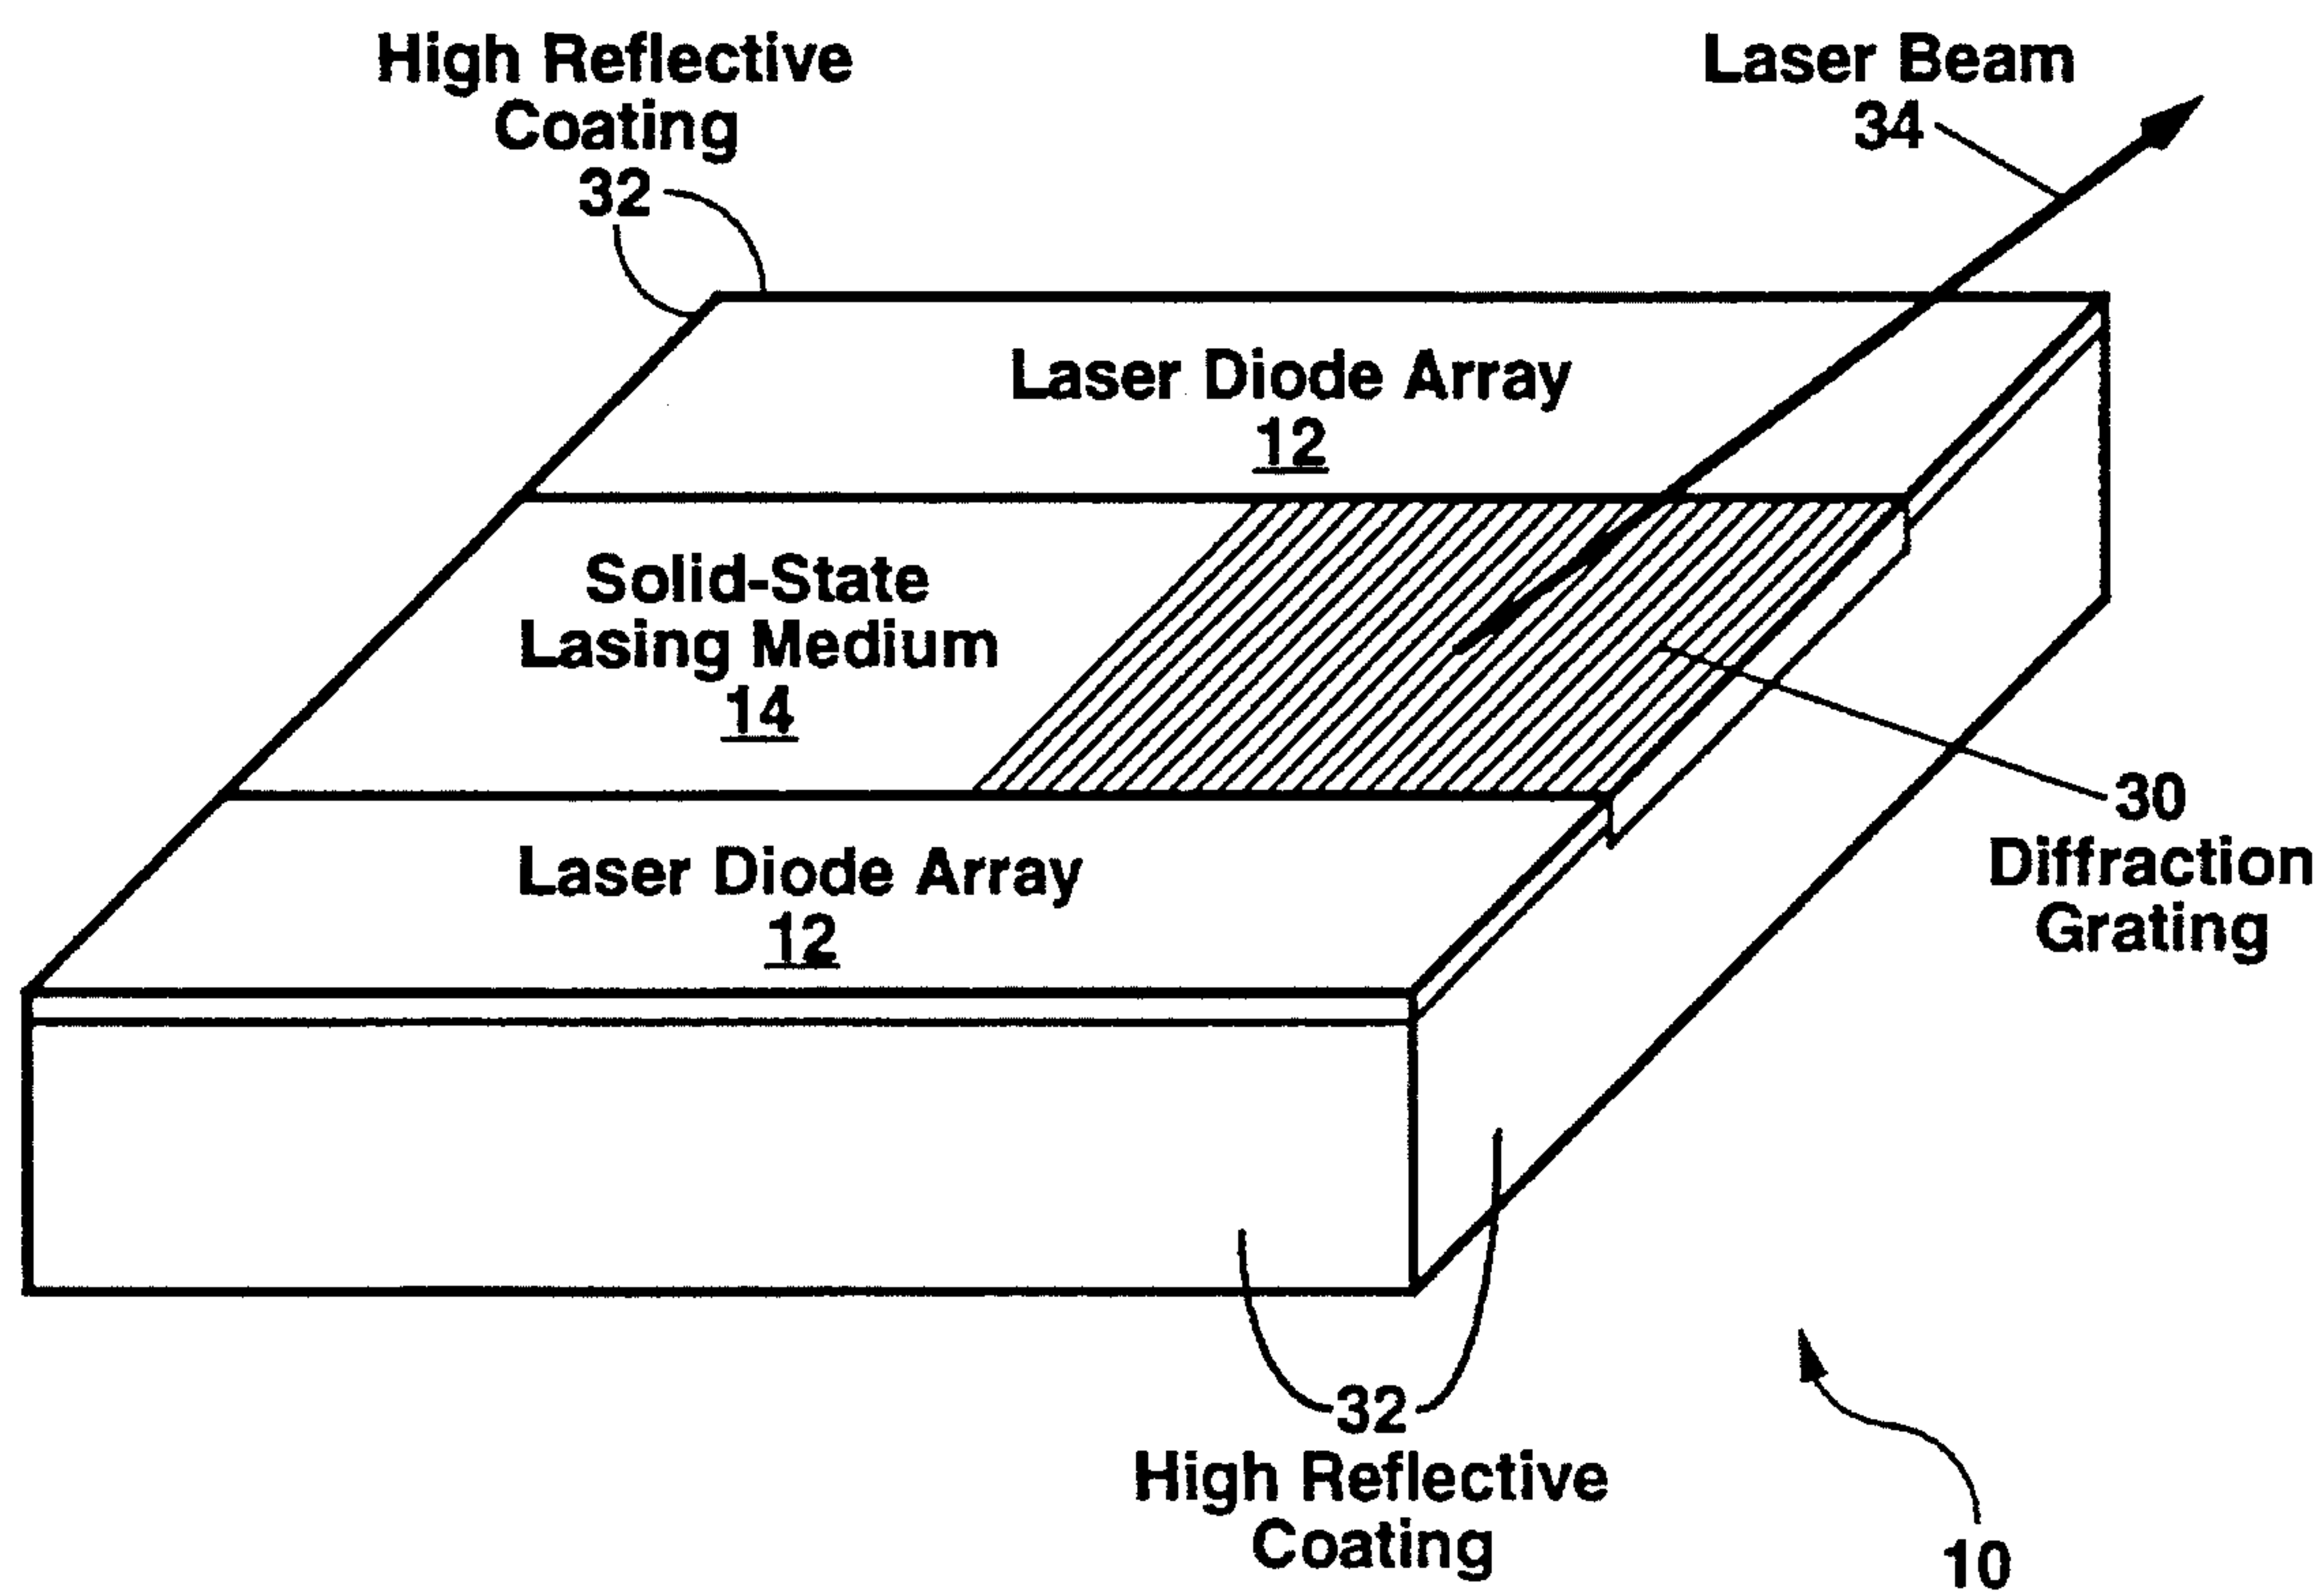 High Reflective
Coating
32
Laser Beam
34
Laser Diode Array
12
Solid-State
Lasing Medium
14
30
Diffraction
Grating
Laser Diode Array
12
32
High Reflective
Coating
10